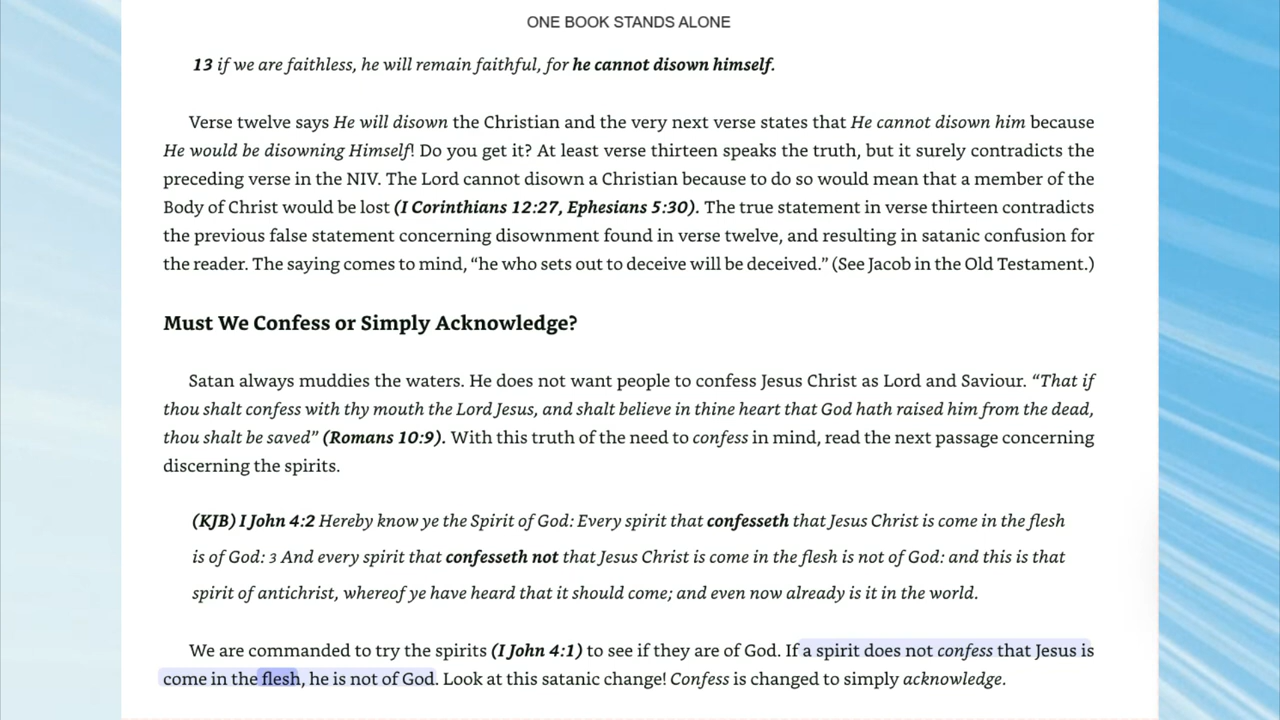 ONE BOOK STANDS ALONE
13 if we are faithless, he will remain faithful, for he cannot disown himself.
Verse twelve says He will disown the Christian and the very next verse states that He cannot disown him because
He would be disowning Himself! Do you get it? At least verse thirteen speaks the truth, but it surely contradicts the
preceding verse in the NIV. The Lord cannot disown a Christian because to do so would mean that a member of the
Body of Christ would be lost (I Corinthians 12:27, Ephesians 5:30). The true statement in verse thirteen contradicts
the previous false statement concerning disownment found in verse twelve, and resulting in satanic confusion for
the reader. The saying comes to mind, “he who sets out to deceive will be deceived.” (See Jacob in the Old Testament.)
Must We Confess or Simply Acknowledge?
Satan always muddies the waters. He does not want people to confess Jesus Christ as Lord and Saviour. “That if
thou shalt confess with thy mouth the Lord Jesus, and shalt believe in thine heart that God hath raised him from the dead,
thou shalt be saved” (Romans 10:9). With this truth of the need to confess in mind, read the next passage concerning
discerning the spirits.
(KJB) I John 4:2 Hereby know ye the Spirit of God: Every spirit that confesseth that Jesus Christ is come in the flesh
is of God: 3 And every spirit that confesseth not that Jesus Christ is come in the flesh is not of God: and this is that
spirit of antichrist, whereof ye have heard that it should come; and even now already is it in the world.
We are commanded to try the spirits (I John 4:1) to see if they are of God. If a spirit does not confess that Jesus is
come in the flesh, he is not of God. Look at this satanic change! Confess is changed to simply acknowledge.